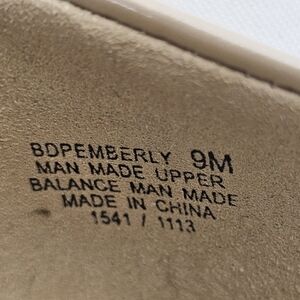 BDPEMBERLY 9M
MAN MADE UPPER
BALANCE MAN MADE
MADE IN CHINA
1541 / 1113